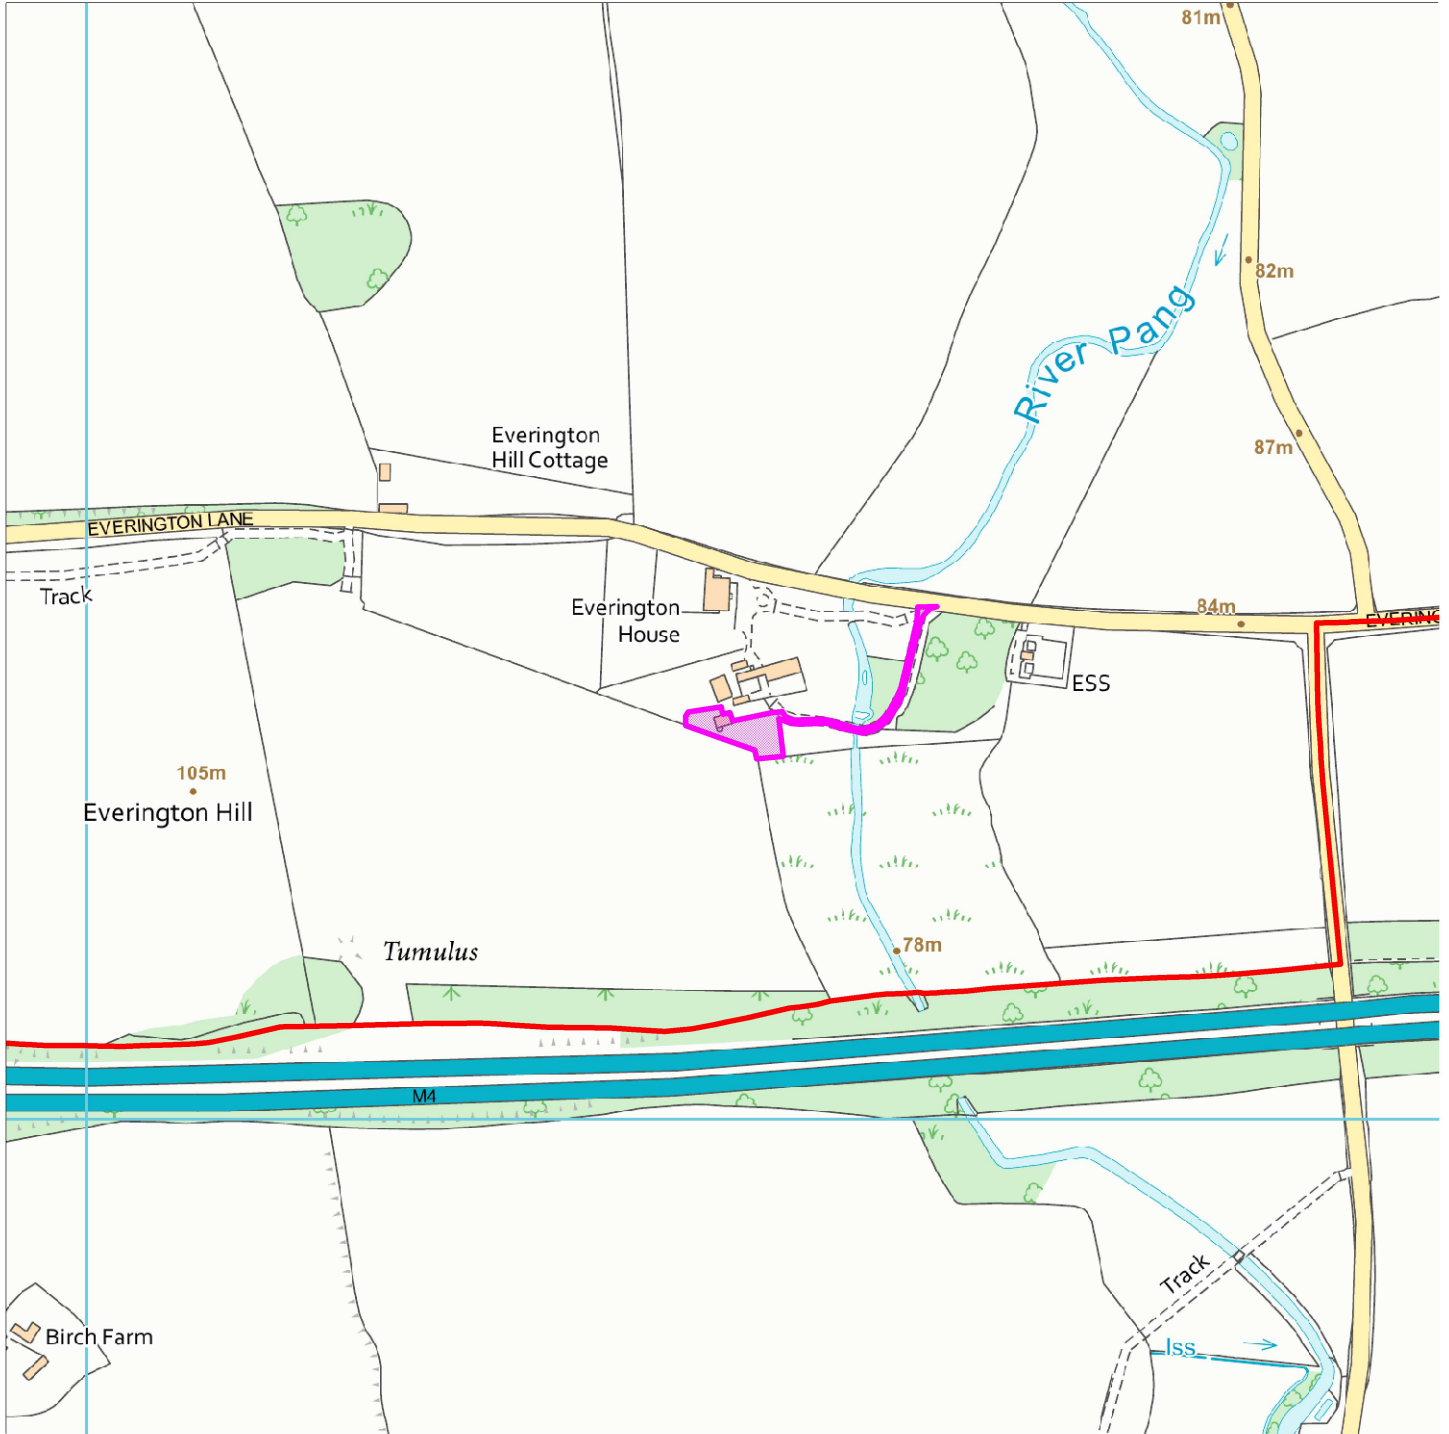 81m
82m
River Pang
87m
Everington
Hill Cottage
EVERINGTON LANE
Track
Everington
House
84m
EVERING
ESS
105m
Everington Hill
78m
Tumulus
M4
Track
Iss
Birch Farm